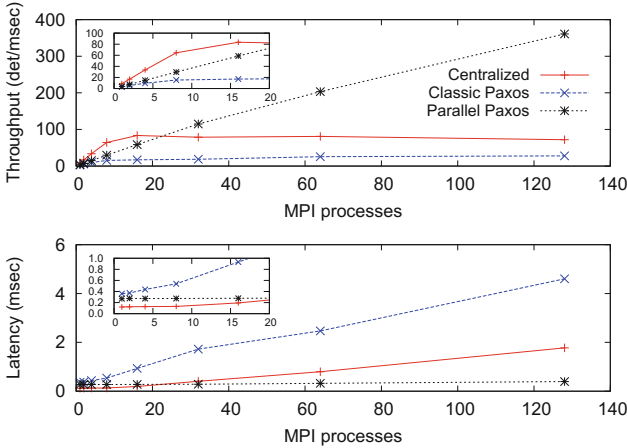 Throughput (det/msec)
400
300
200
100
0
100
80
60
40
20
0
0 5 10 15 20
Centralized
Classic Paxos
Parallel Paxos
0 20 40 60 80 100 120 140
MPI processes
Latency (msec)
6
4
2
0
1.0
0.8
0.6
0.4
0.2
0.0
0 5 10 15 20
0 20 40 60 80 100 120 140
MPI processes